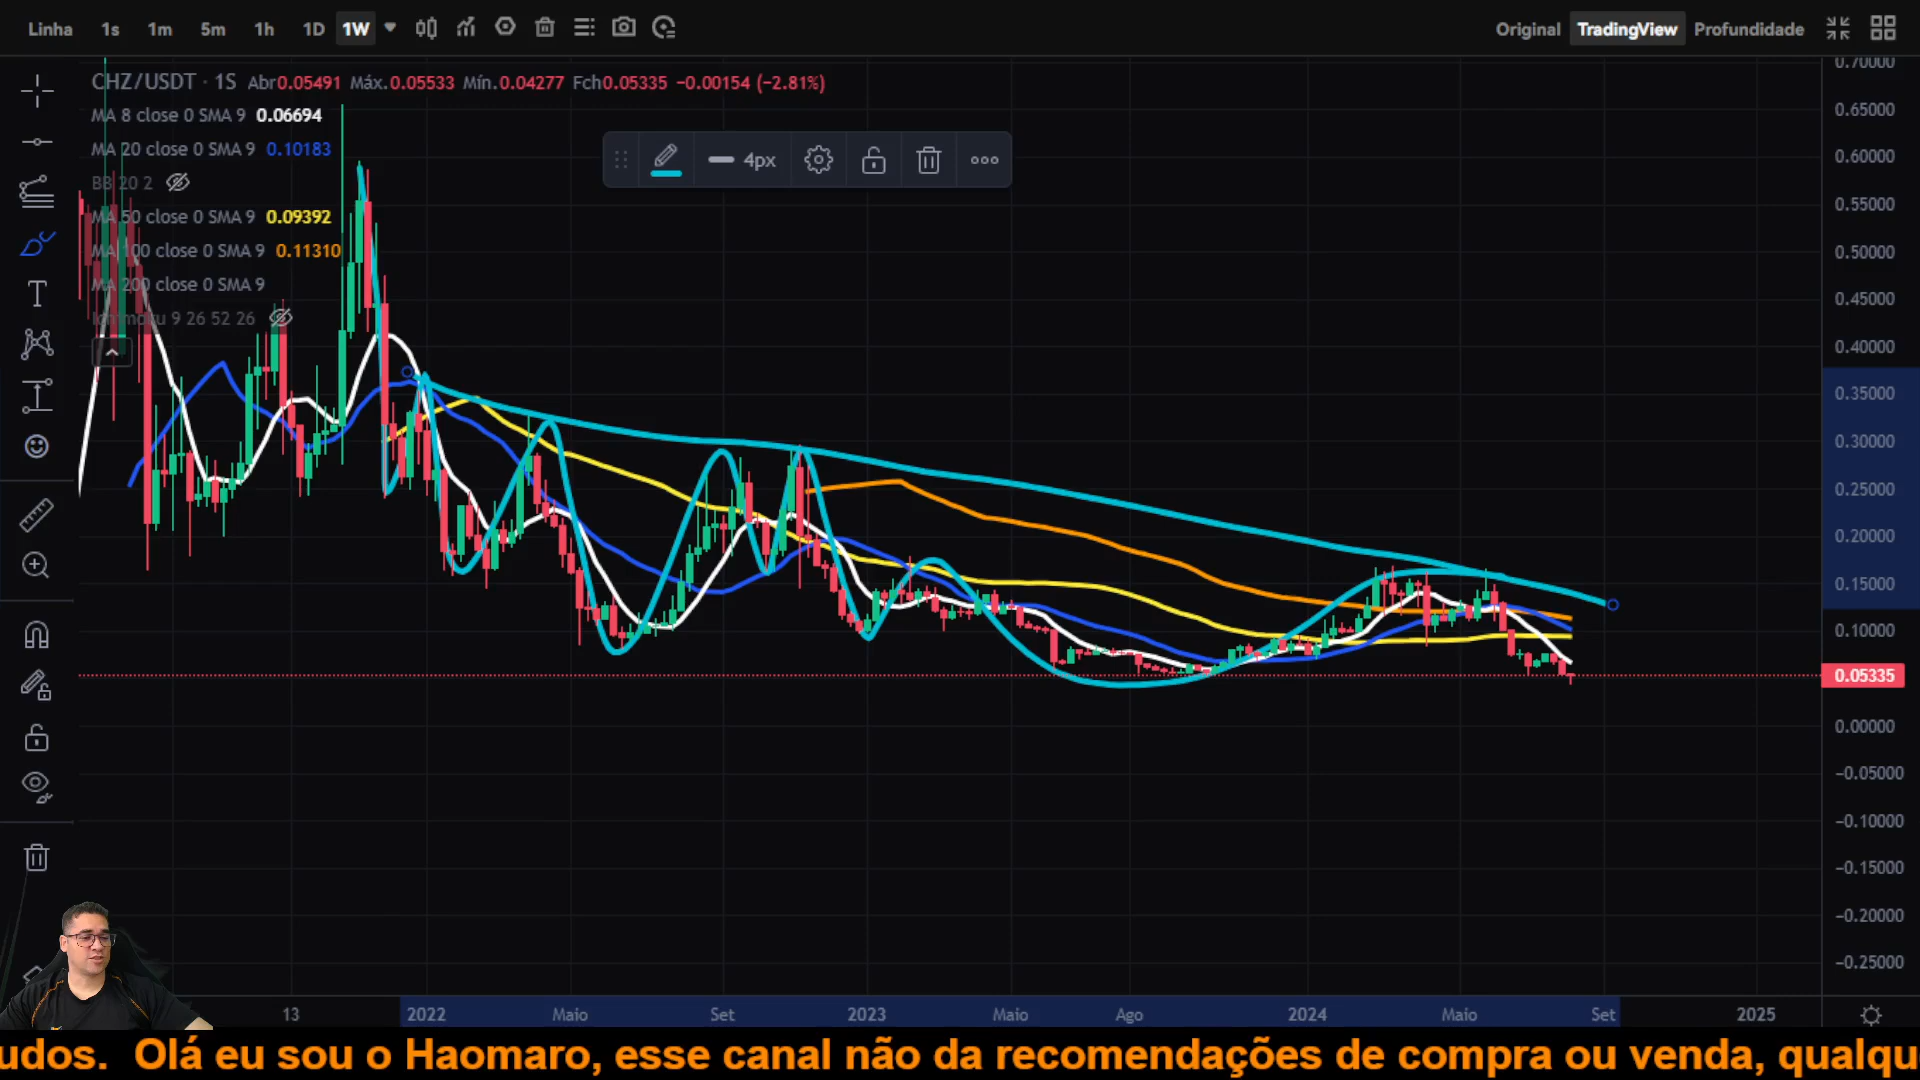 Linha 1s 1m 5m 1h 1D 1W Original TradingView Profundidade
CHZ/USDT · 1S Abr0.05491 Máx.0.05533 Mín.0.04277 Fch0.05335 −0.00154 (−2.81%)
MA 8 close 0 SMA 9 0.06694
MA 20 close 0 SMA 9 0.10183
BB 20 2
MA 50 close 0 SMA 9 0.09392
MA 100 close 0 SMA 9 0.11310
MA 200 close 0 SMA 9
Ichimoku 9 26 52 26
4px
0.70000
0.65000
0.60000
0.55000
0.50000
0.45000
0.40000
0.35000
0.30000
0.25000
0.20000
0.15000
0.10000
0.05335
0.00000
−0.05000
−0.10000
−0.15000
−0.20000
−0.25000
13 2022 Maio Set 2023 Maio Ago 2024 Maio Set 2025
udos. Olá eu sou o Haomaro, esse canal não da recomendações de compra ou venda, qualqu